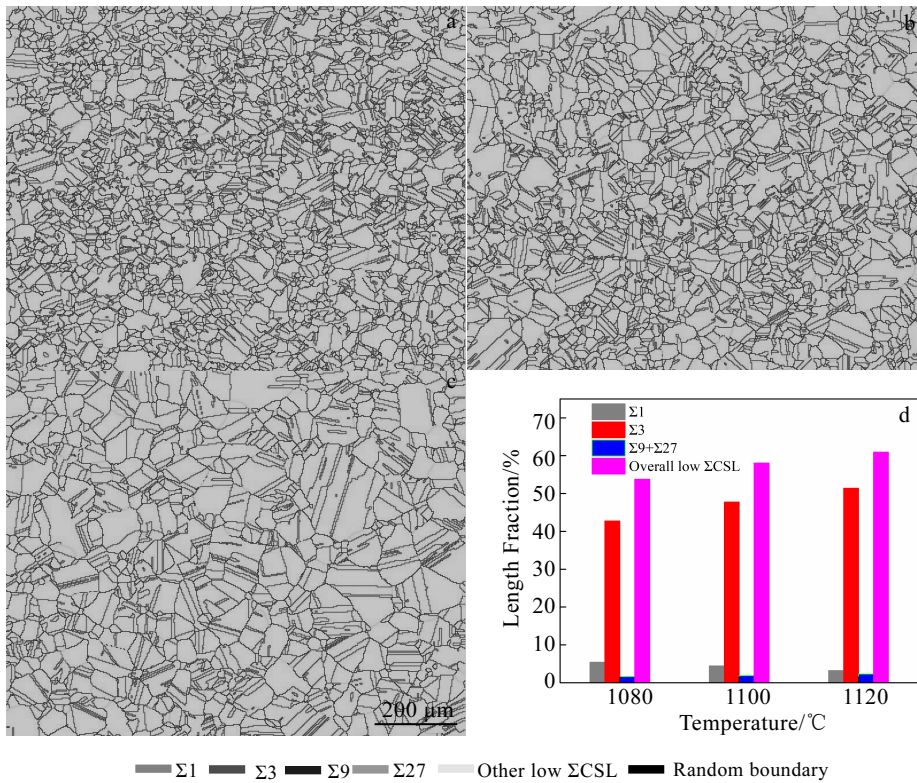 a
b
c
200 μm
d
Σ1
Σ3
Σ9+Σ27
Overall low ΣCSL
Length Fraction/%
70
60
50
40
30
20
10
0
1080 1100 1120
Temperature/℃
Σ1 Σ3 Σ9 Σ27 Other low ΣCSL Random boundary